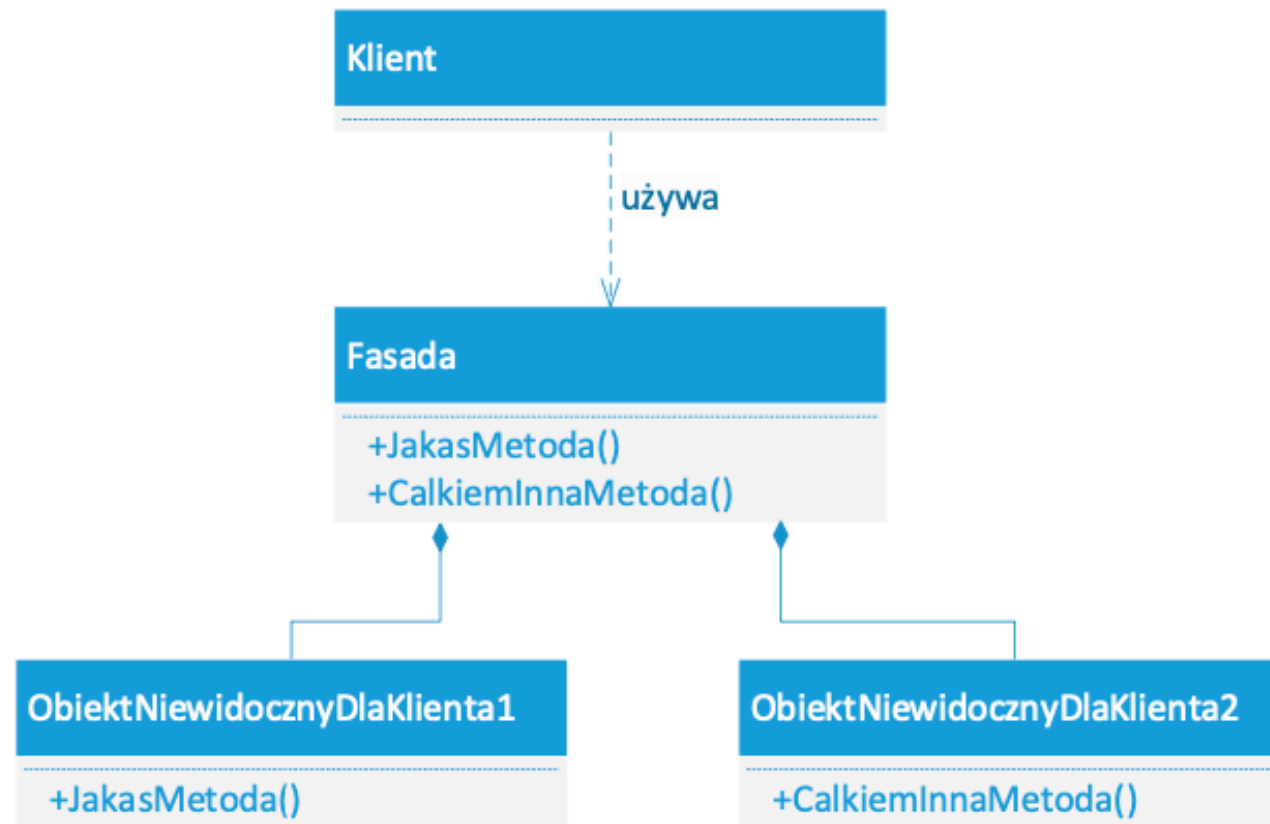 Klient
używa
Fasada
+JakasMetoda()
+CalkiemInnaMetoda()
ObiektNiewidocznyDlaKlienta1
+JakasMetoda()
ObiektNiewidocznyDlaKlienta2
+CalkiemInnaMetoda()